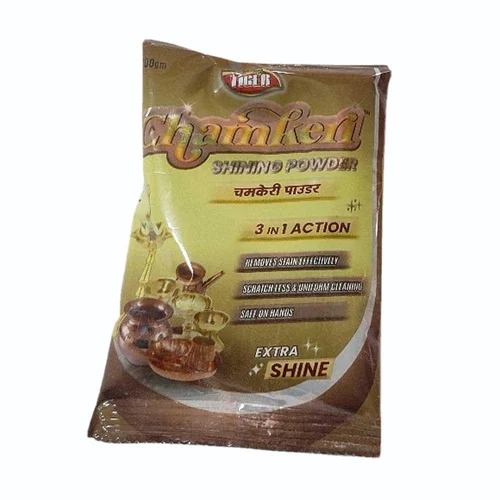 00gm
TIGER
Chamkeri
SHINING POWDER
चमकेरी पाउडर
3 IN 1 ACTION
REMOVES STAIN EFFECTIVELY
SCRATCH LESS & UNIFORM CLEANING
SAFE ON HANDS
EXTRA
SHINE